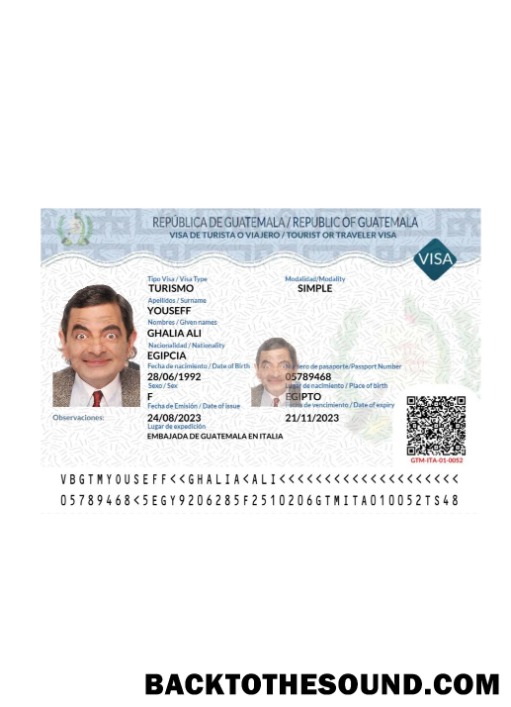 REPÚBLICA DE GUATEMALA / REPUBLIC OF GUATEMALA
VISA DE TURISTA O VIAJERO / TOURIST OR TRAVELER VISA
VISA
Tipo Visa / Visa Type
TURISMO
Modalidad/Modality
SIMPLE
Apellidos / Surname
YOUSEFF
Nombres / Given names
GHALIA ALI
Nacionalidad / Nationality
EGIPCIA
Fecha de nacimiento / Date of Birth
28/06/1992
Número de pasaporte/Passport Number
05789468
Sexo / Sex
F
Lugar de nacimiento / Place of birth
EGIPTO
Fecha de Emisión / Date of issue
24/08/2023
Fecha de vencimiento / Date of expiry
21/11/2023
Observaciones:
Lugar de expedición
EMBAJADA DE GUATEMALA EN ITALIA
GTM-ITA-01-0052
VBGTMYOUSEFF<<GHALIA<ALI<<<<<<<<<<<<<<<<<<<<
05789468<5EGY9206285F2510206GTMITA010052TS48
BACKTOTHESOUND.COM